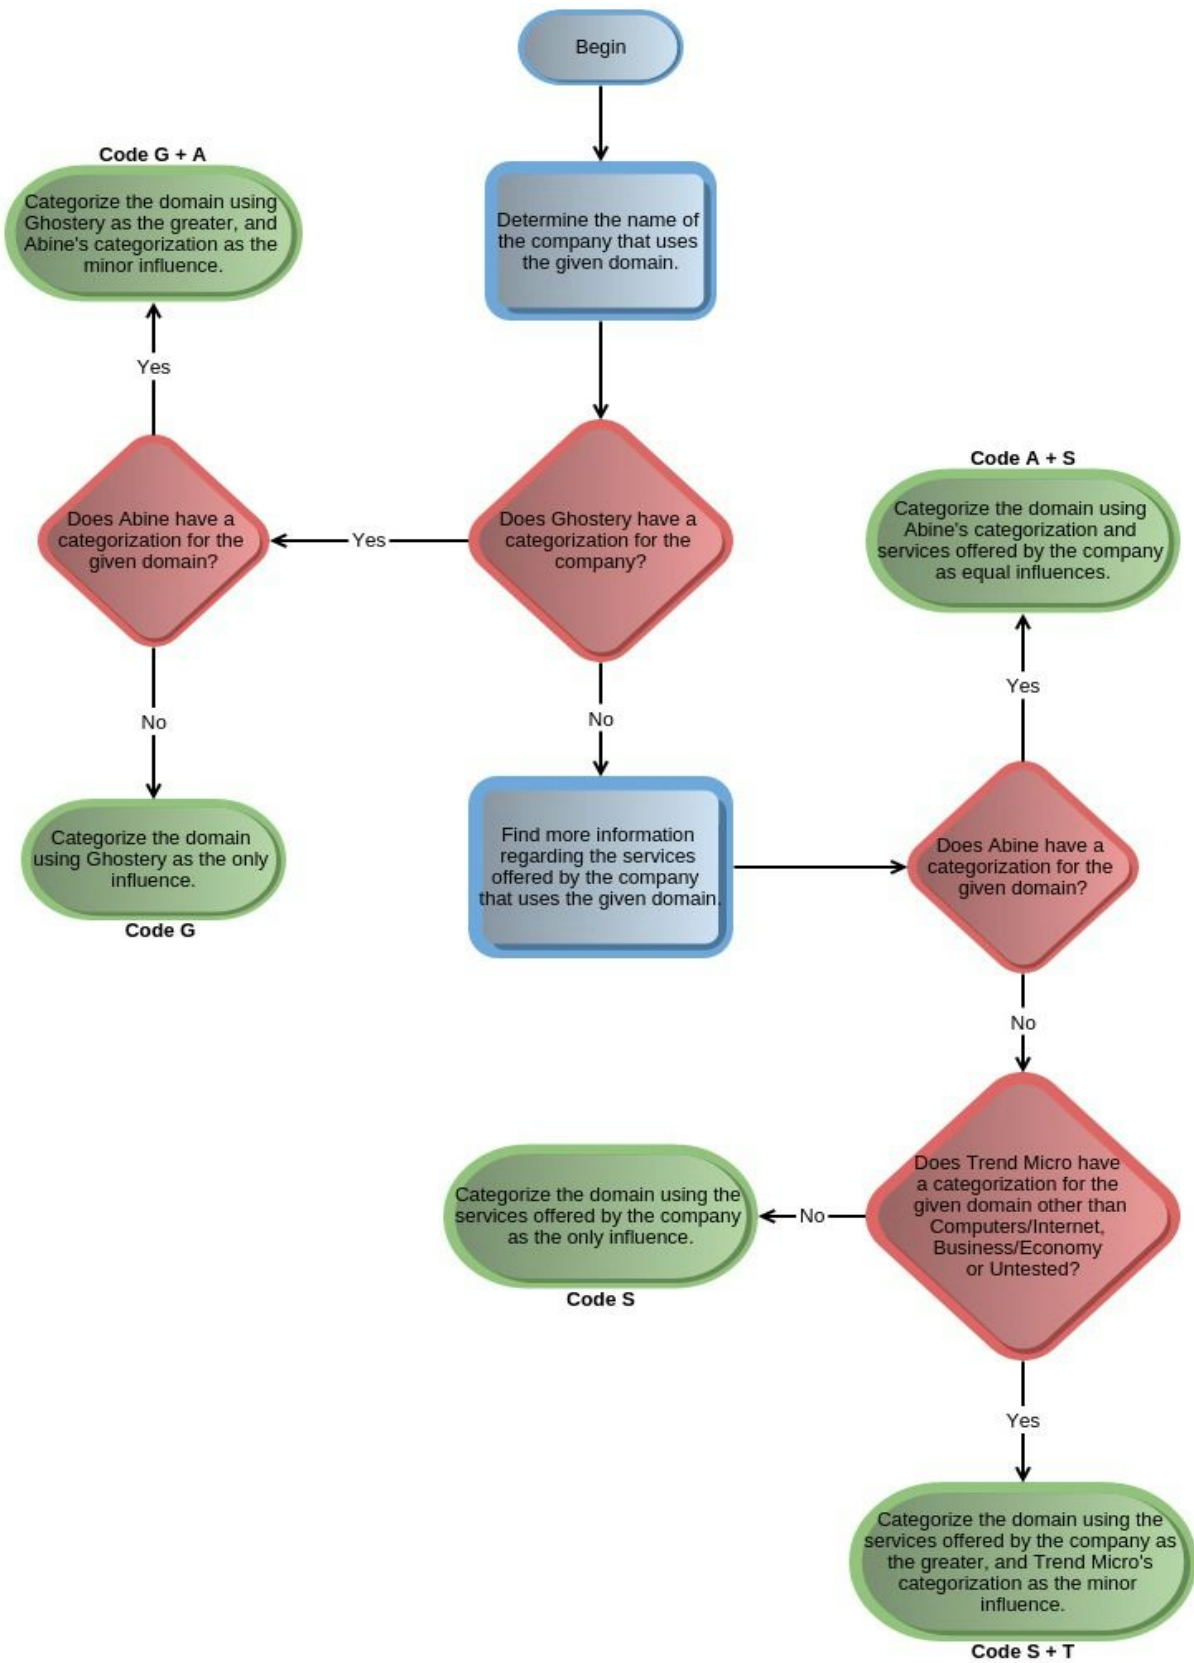 Begin
Determine the name of
the company that uses
the given domain.
Code G + A
Categorize the domain using
Ghostery as the greater, and
Abine's categorization as the
minor influence.
Yes
Does Abine have a
categorization for the
given domain?
Yes
Does Ghostery have a
categorization for the
company?
No
Categorize the domain
using Ghostery as the only
influence.
Code G
No
Find more information
regarding the services
offered by the company
that uses the given domain.
Code A + S
Categorize the domain using
Abine's categorization and
services offered by the company
as equal influences.
Yes
Does Abine have a
categorization for the
given domain?
No
Does Trend Micro have
a categorization for the
given domain other than
Computers/Internet,
Business/Economy
or Untested?
No
Categorize the domain using the
services offered by the company
as the only influence.
Code S
Yes
Categorize the domain using the
services offered by the company as
the greater, and Trend Micro's
categorization as the minor
influence.
Code S + T